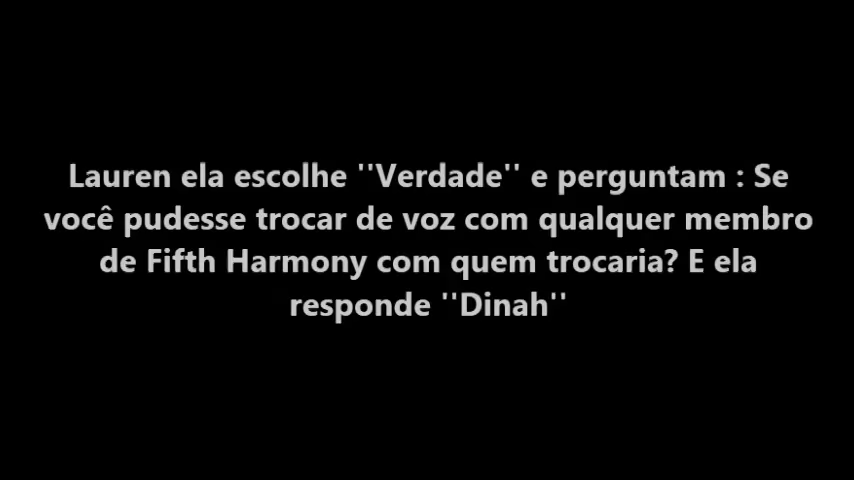 Lauren ela escolhe ''Verdade'' e perguntam : Se
você pudesse trocar de voz com qualquer membro
de Fifth Harmony com quem trocaria? E ela
responde ''Dinah''